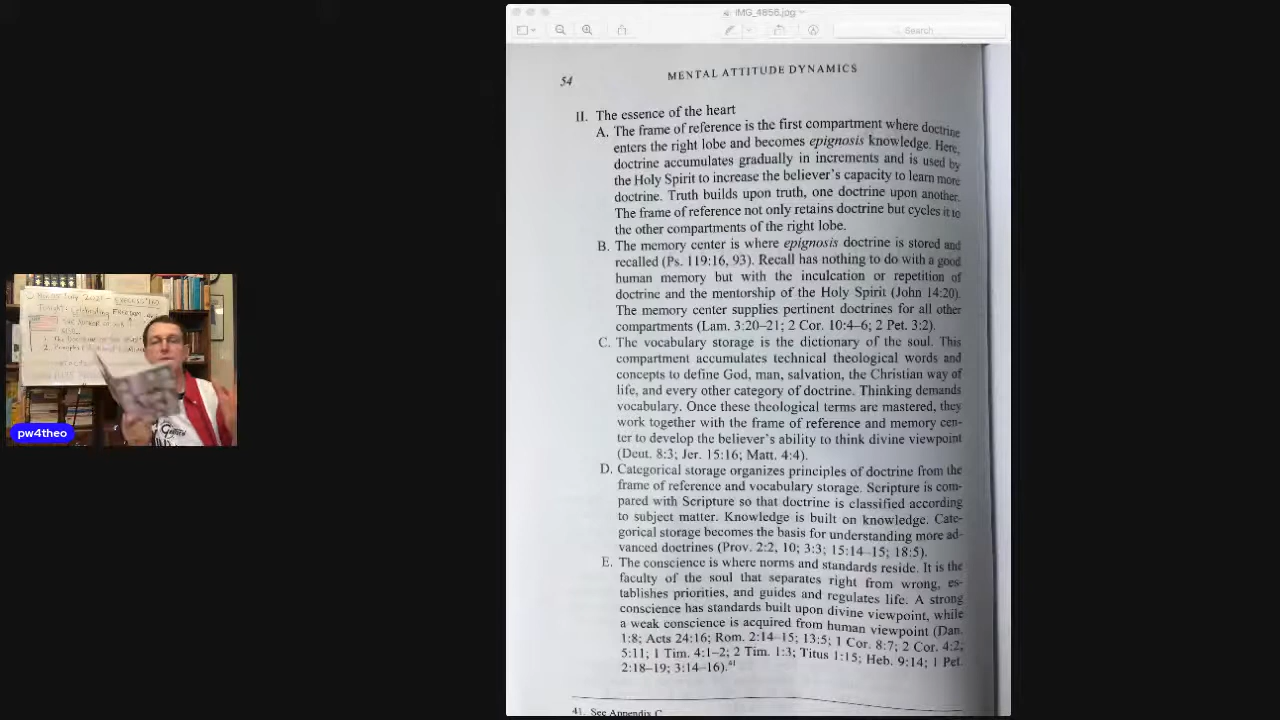 IMG_4856.jpg
Search
54
MENTAL ATTITUDE DYNAMICS
II. The essence of the heart
A. The frame of reference is the first compartment where doctrine
enters the right lobe and becomes epignosis knowledge. Here,
doctrine accumulates gradually in increments and is used by
the Holy Spirit to increase the believer's capacity to learn more
doctrine. Truth builds upon truth, one doctrine upon another.
The frame of reference not only retains doctrine but cycles it to
the other compartments of the right lobe.
B. The memory center is where epignosis doctrine is stored and
recalled (Ps. 119:16, 93). Recall has nothing to do with a good
human memory but with the inculcation or repetition of
doctrine and the mentorship of the Holy Spirit (John 14:20).
The memory center supplies pertinent doctrines for all other
compartments (Lam. 3:20–21; 2 Cor. 10:4–6; 2 Pet. 3:2).
C. The vocabulary storage is the dictionary of the soul. This
compartment accumulates technical theological words and
concepts to define God, man, salvation, the Christian way of
life, and every other category of doctrine. Thinking demands
vocabulary. Once these theological terms are mastered, they
work together with the frame of reference and memory cen-
ter to develop the believer's ability to think divine viewpoint
(Deut. 8:3; Jer. 15:16; Matt. 4:4).
D. Categorical storage organizes principles of doctrine from the
frame of reference and vocabulary storage. Scripture is com-
pared with Scripture so that doctrine is classified according
to subject matter. Knowledge is built on knowledge. Cate-
gorical storage becomes the basis for understanding more ad-
vanced doctrines (Prov. 2:2, 10; 3:3; 15:14–15; 18:5).
E. The conscience is where norms and standards reside. It is the
faculty of the soul that separates right from wrong, es-
tablishes priorities, and guides and regulates life. A strong
conscience has standards built upon divine viewpoint, while
a weak conscience is acquired from human viewpoint (Dan.
1:8; Acts 24:16; Rom. 2:14–15; 13:5; 1 Cor. 8:7; 2 Cor. 4:2;
5:11; 1 Tim. 4:1–2; 2 Tim. 1:3; Titus 1:15; Heb. 9:14; 1 Pet.
2:18–19; 3:14–16).41
41. See Appendix C
pw4theo